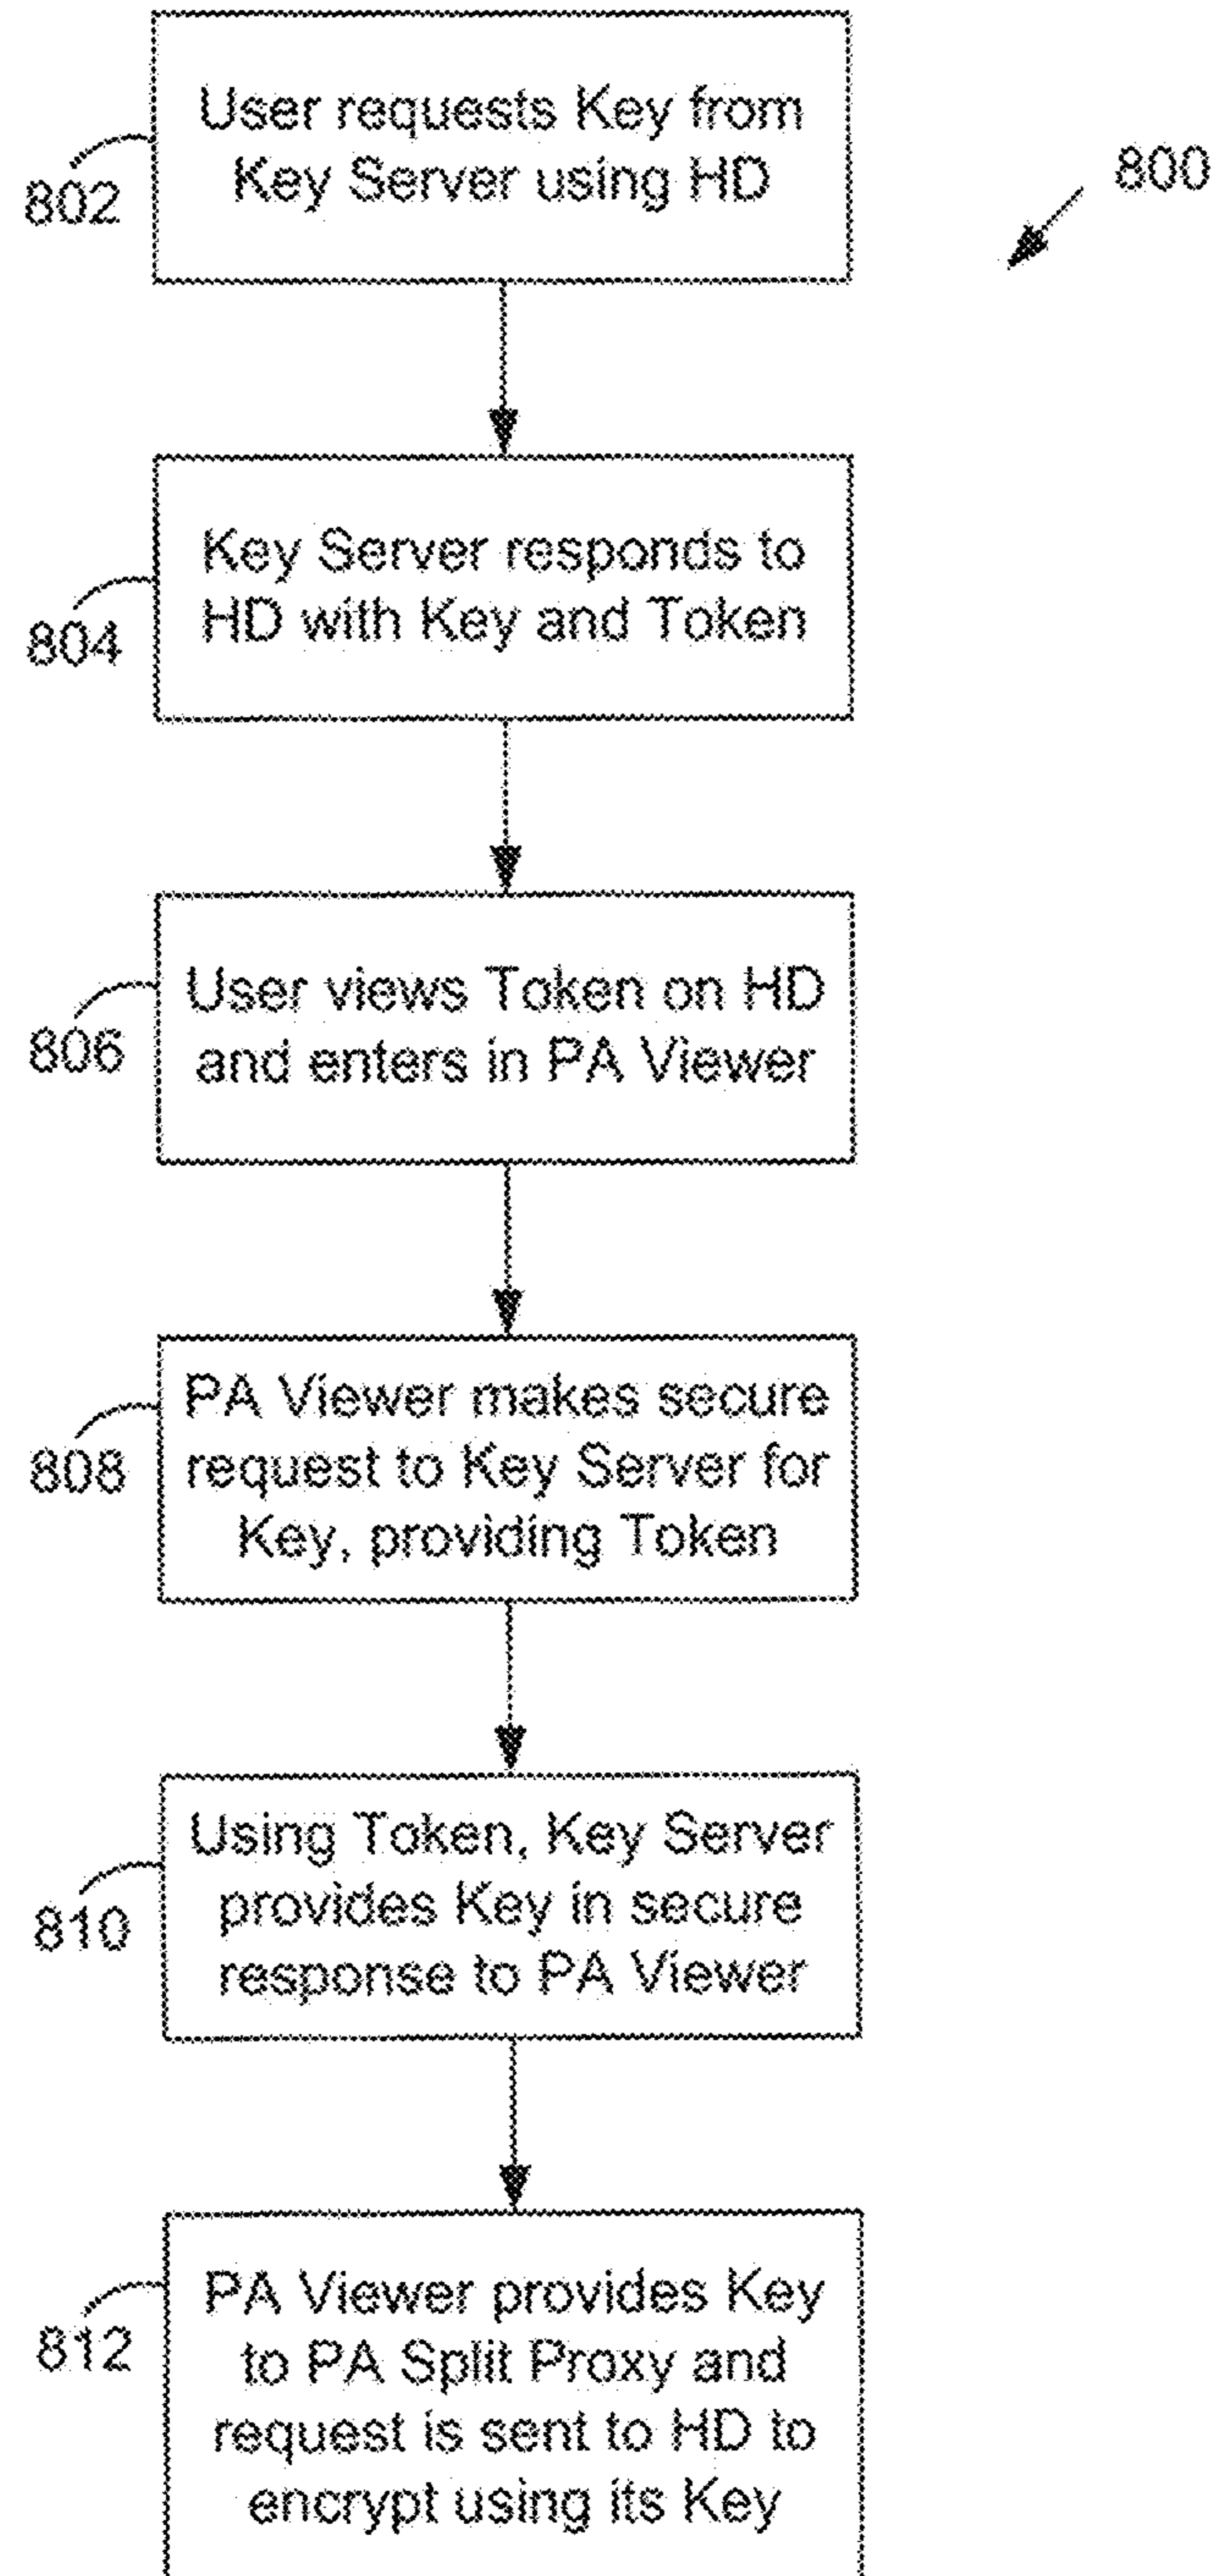 User requests Key from
Key Server using HD
802
800
Key Server responds to
HD with Key and Token
804
User views Token on HD
and enters in PA Viewer
806
PA Viewer makes secure
request to Key Server for
Key, providing Token
808
Using Token, Key Server
provides Key in secure
response to PA Viewer
810
PA Viewer provides Key
to PA Split Proxy and
request is sent to HD to
encrypt using its Key
812